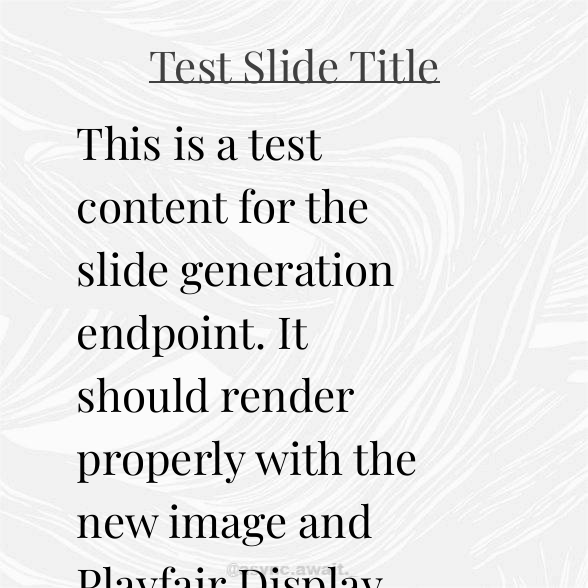 Test Slide Title
This is a test
content for the
slide generation
endpoint. It
should render
properly with the
new image and
@async.await.
Playfair Display